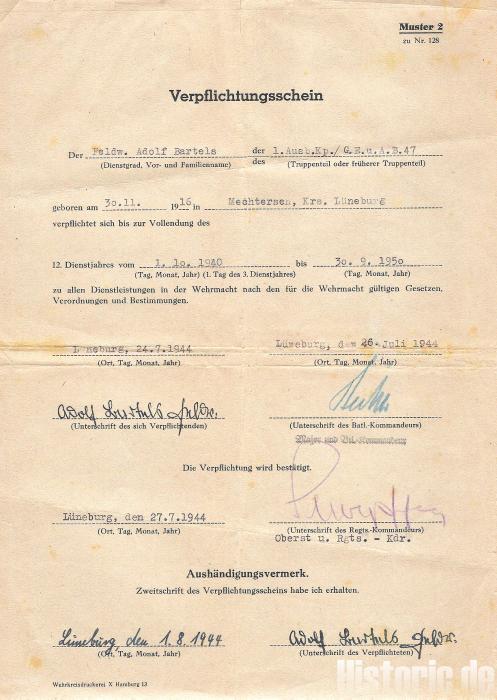 Muster 2
zu Nr. 128
Verpflichtungsschein
Der Feldw. Adolf Bartels der des 1.Ausb.Kp./G.E.u.A.B.47
(Dienstgrad, Vor- und Familienname) (Truppenteil oder früherer Truppenteil)
geboren am 3o.11. 1916 in Mechtersen, Krs. Lüneburg
verpflichtet sich bis zur Vollendung des
12. Dienstjahres vom 1. 1o. 1940 bis 3o. 9. 195o
(Tag, Monat, Jahr) (1. Tag des 3. Dienstjahres) (Tag, Monat, Jahr)
zu allen Dienstleistungen in der Wehrmacht nach den für die Wehrmacht gültigen Gesetzen,
Verordnungen und Bestimmungen.
Lüneburg, 24.7.1944 Lüneburg, den 26. Juli 1944
(Ort, Tag, Monat, Jahr) (Ort, Tag, Monat, Jahr)
Adolf Bartels Feldw.
(Unterschrift des sich Verpflichtenden) (Unterschrift des Batl.-Kommandeurs)
Major und Btl.-Kommandeur
Die Verpflichtung wird bestätigt.
Lüneburg, den 27.7.1944
(Ort, Tag, Monat, Jahr) (Unterschrift des Regts.-Kommandeurs)
Oberst u. Rgts. - Kdr.
Aushändigungsvermerk.
Zweitschrift des Verpflichtungsscheins habe ich erhalten.
Lüneburg, den 1.8.1944 Adolf Bartels Feldw.
(Ort, Tag, Monat, Jahr) (Unterschrift des Verpflichteten)
Wehrkreisdruckerei X Hamburg 13
Historic.de